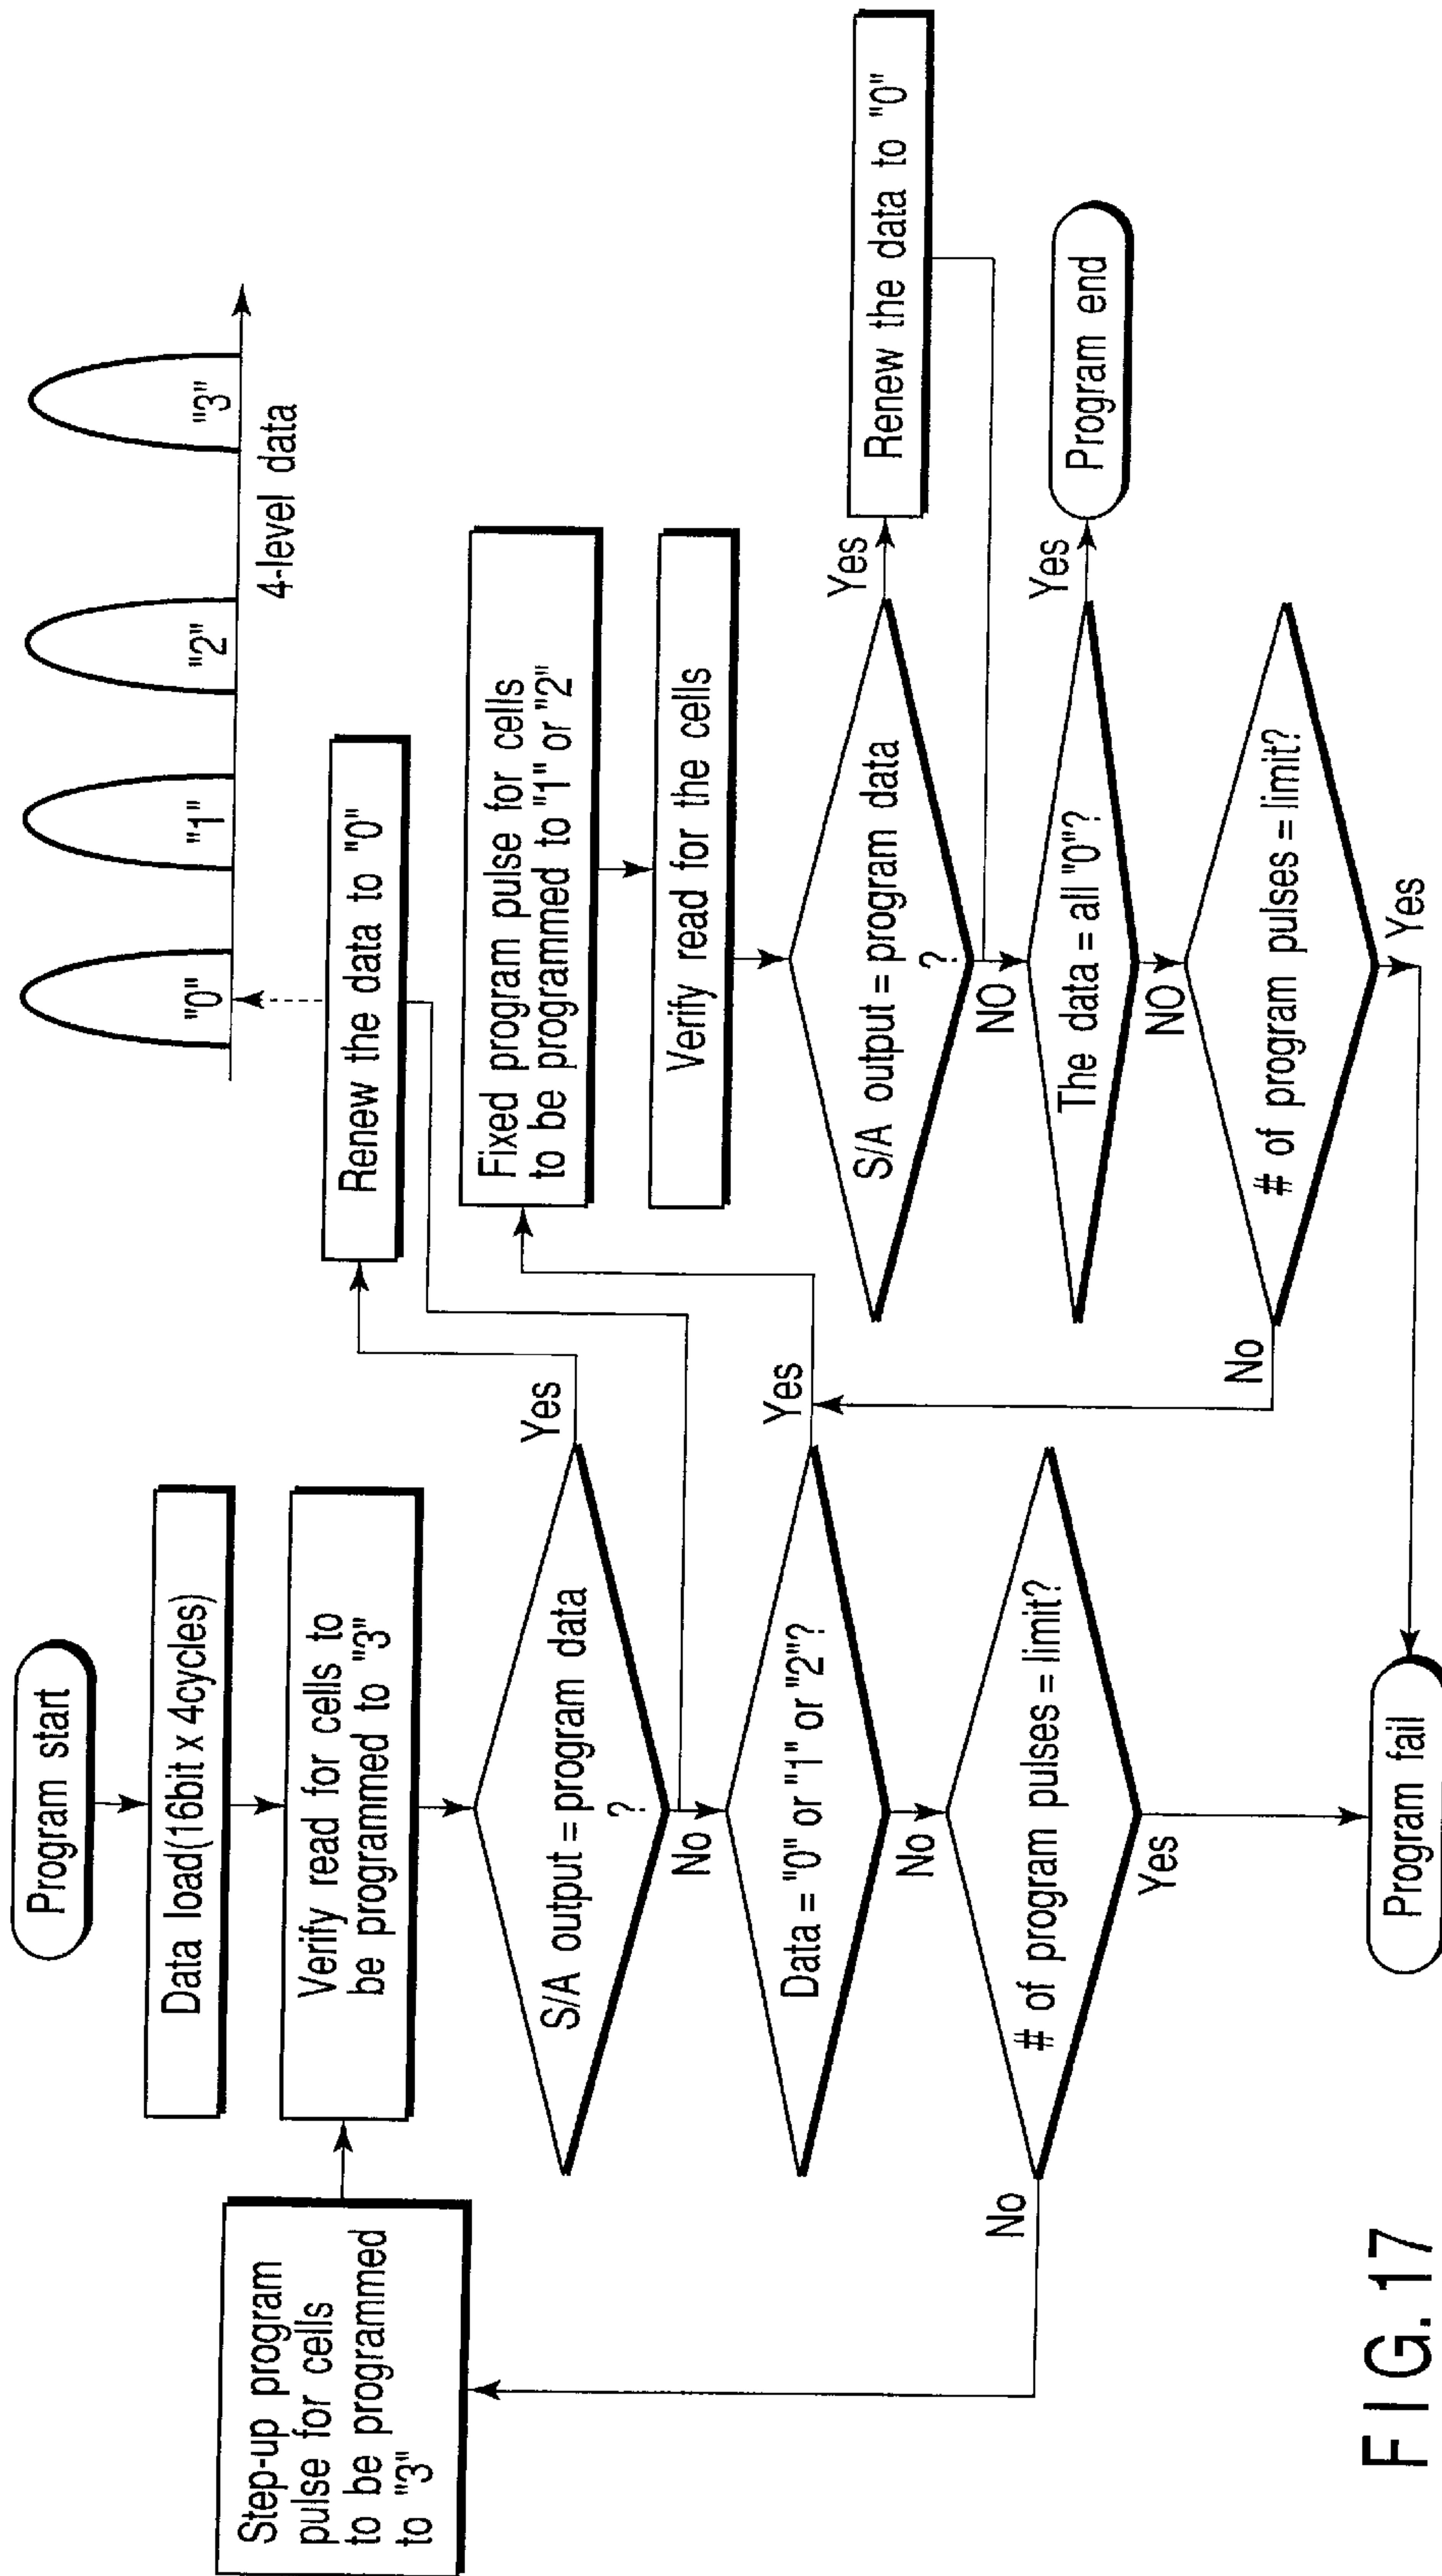 Program start
Data load(16bit x 4cycles)
Step-up program
pulse for cells
to be programmed
to "3"
Verify read for cells to
be programmed to "3"
S/A output = program data
?
Yes
No
Renew the data to "0"
"0"
"1"
"2"
"3"
4-level data
Data = "0" or "1" or "2"?
Yes
No
# of program pulses = limit?
No
Yes
Fixed program pulse for cells
to be programmed to "1" or "2"
Verify read for the cells
S/A output = program data
?
Yes
NO
Renew the data to "0"
The data = all "0"?
Yes
NO
Program end
# of program pulses = limit?
No
Yes
Program fail
FIG. 17